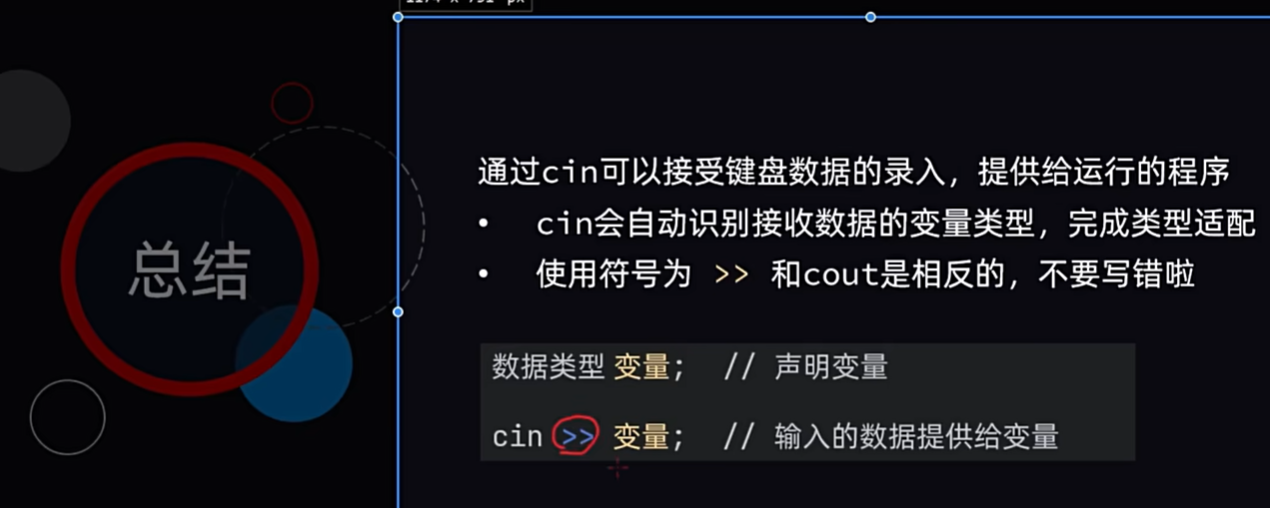 总结
通过cin可以接受键盘数据的录入，提供给运行的程序
• cin会自动识别接收数据的变量类型，完成类型适配
• 使用符号为 >> 和cout是相反的，不要写错啦
数据类型 变量;  // 声明变量
cin >> 变量;  // 输入的数据提供给变量